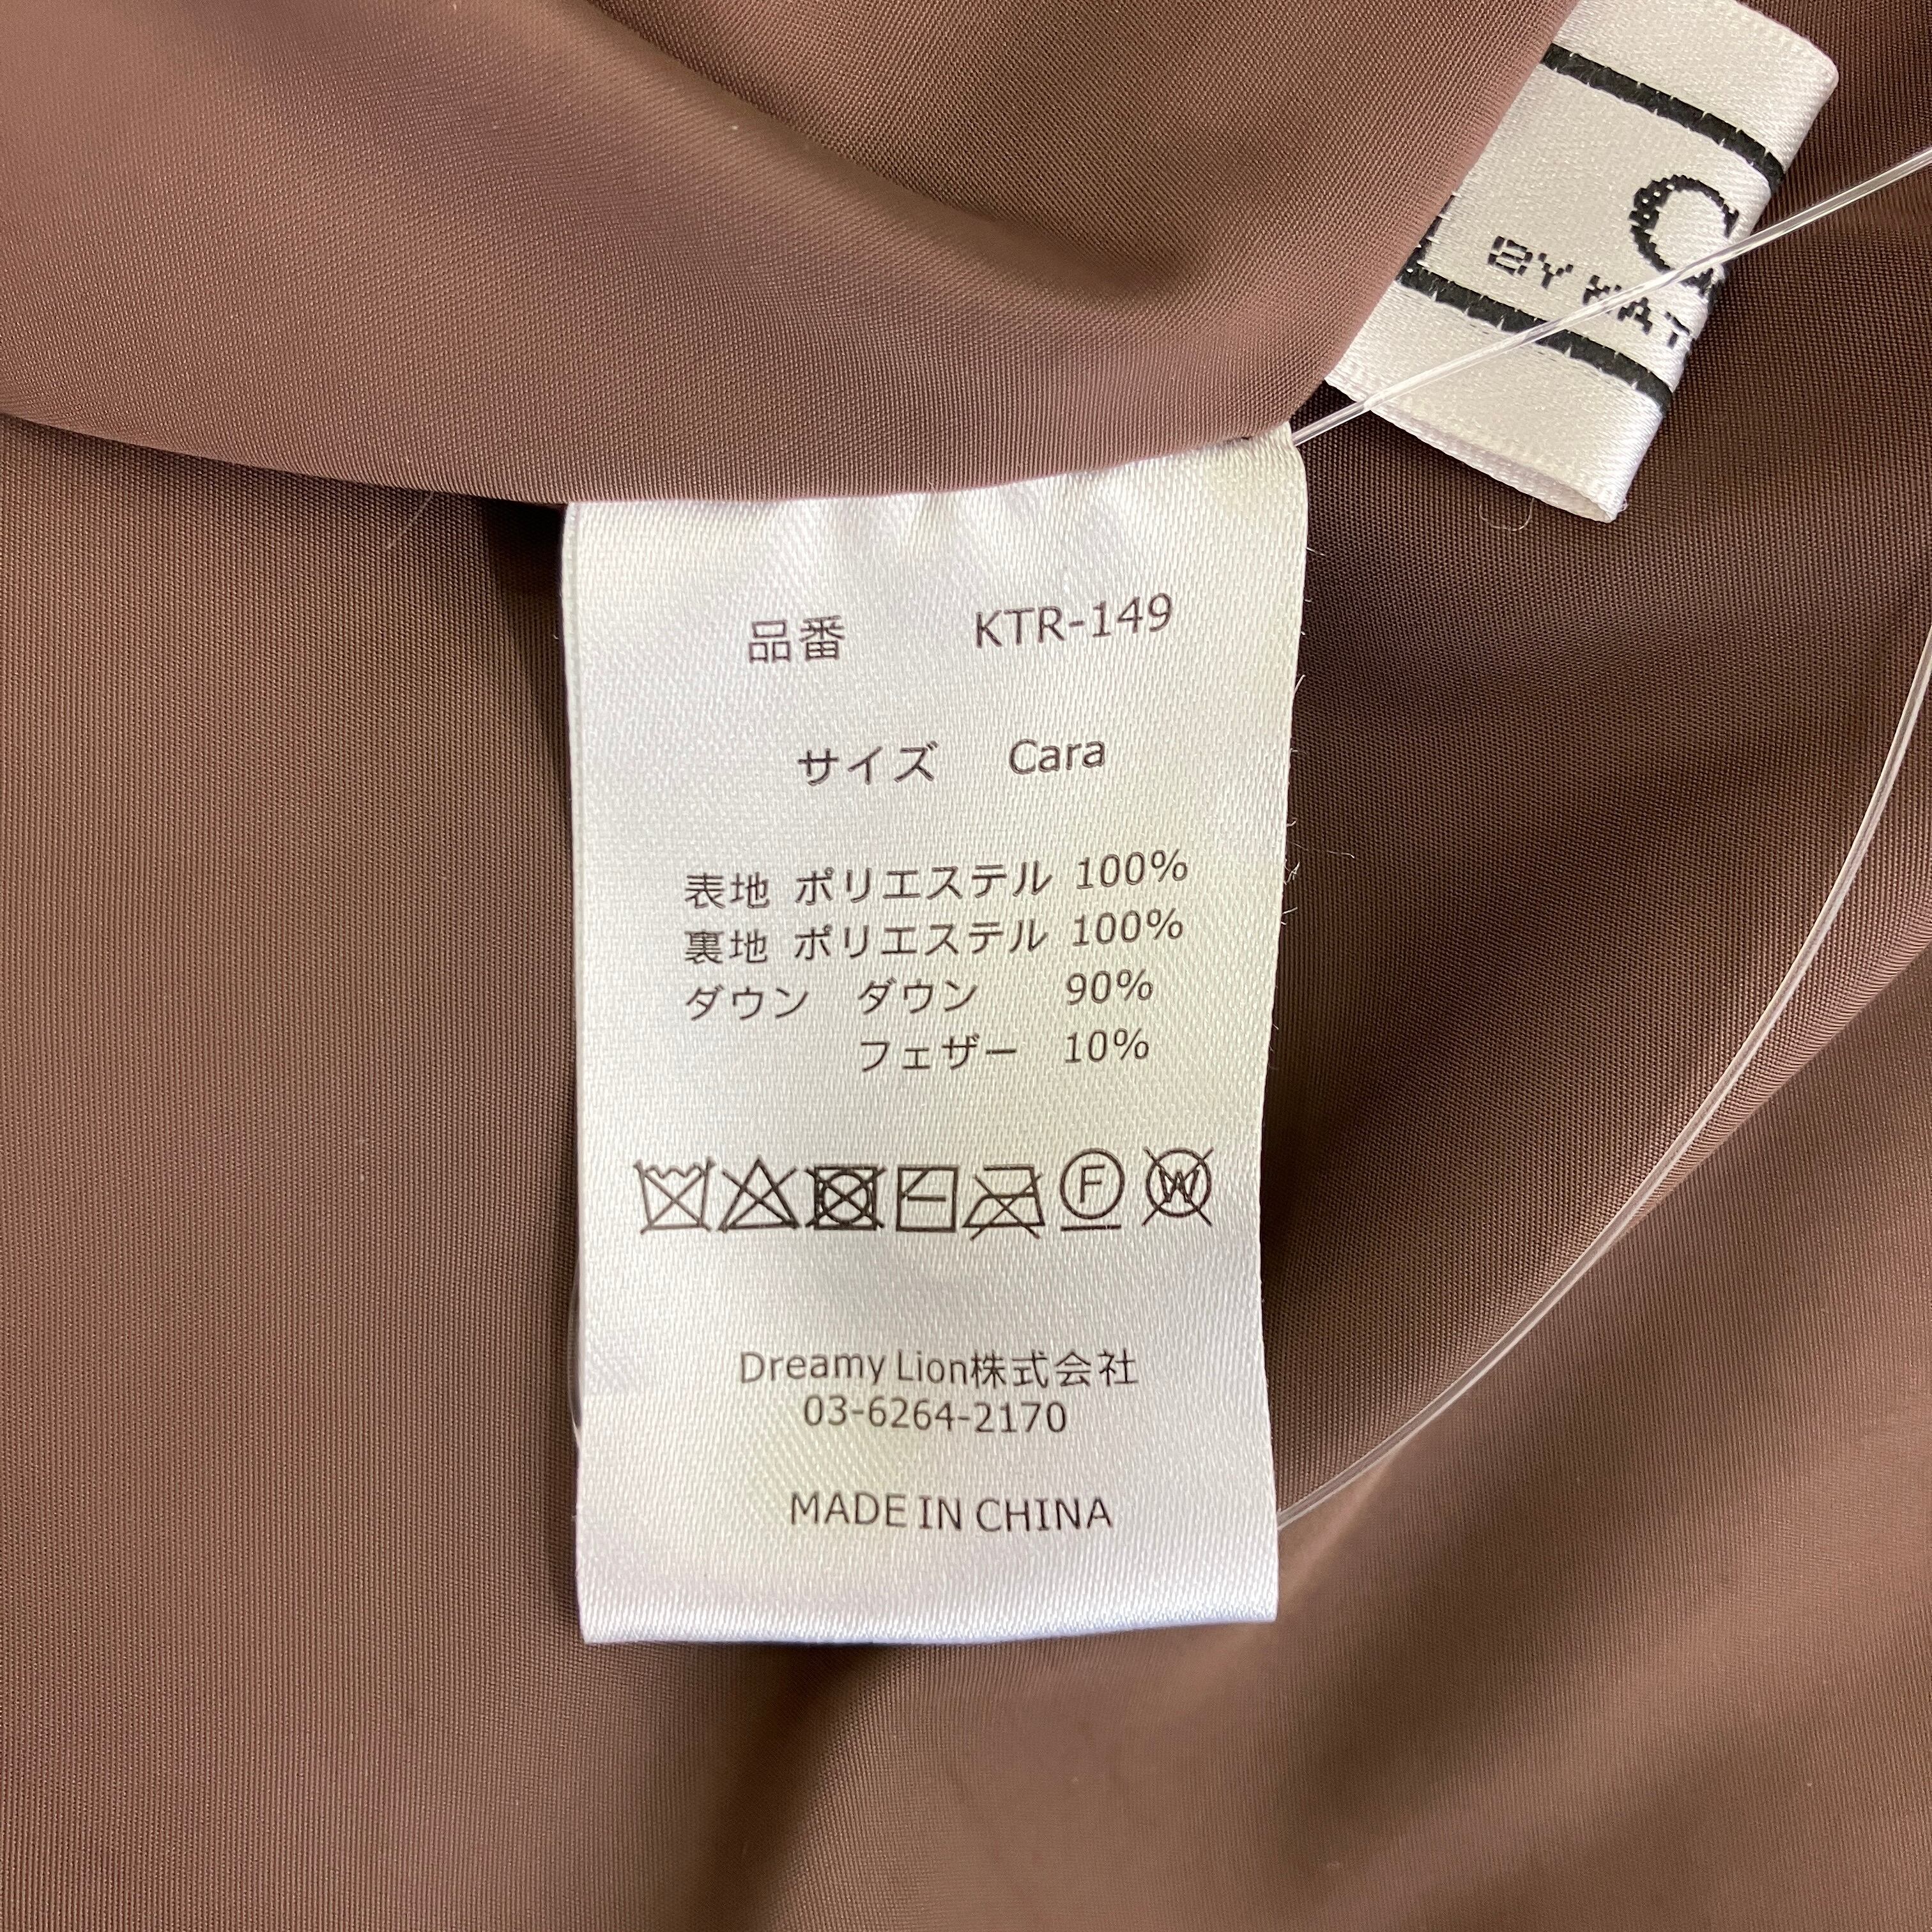 BY KAT
品番 KTR-149
サイズ Cara
表地 ポリエステル 100%
裏地 ポリエステル 100%
ダウン ダウン 90%
フェザー 10%
F W
Dreamy Lion株式会社
03-6264-2170
MADE IN CHINA